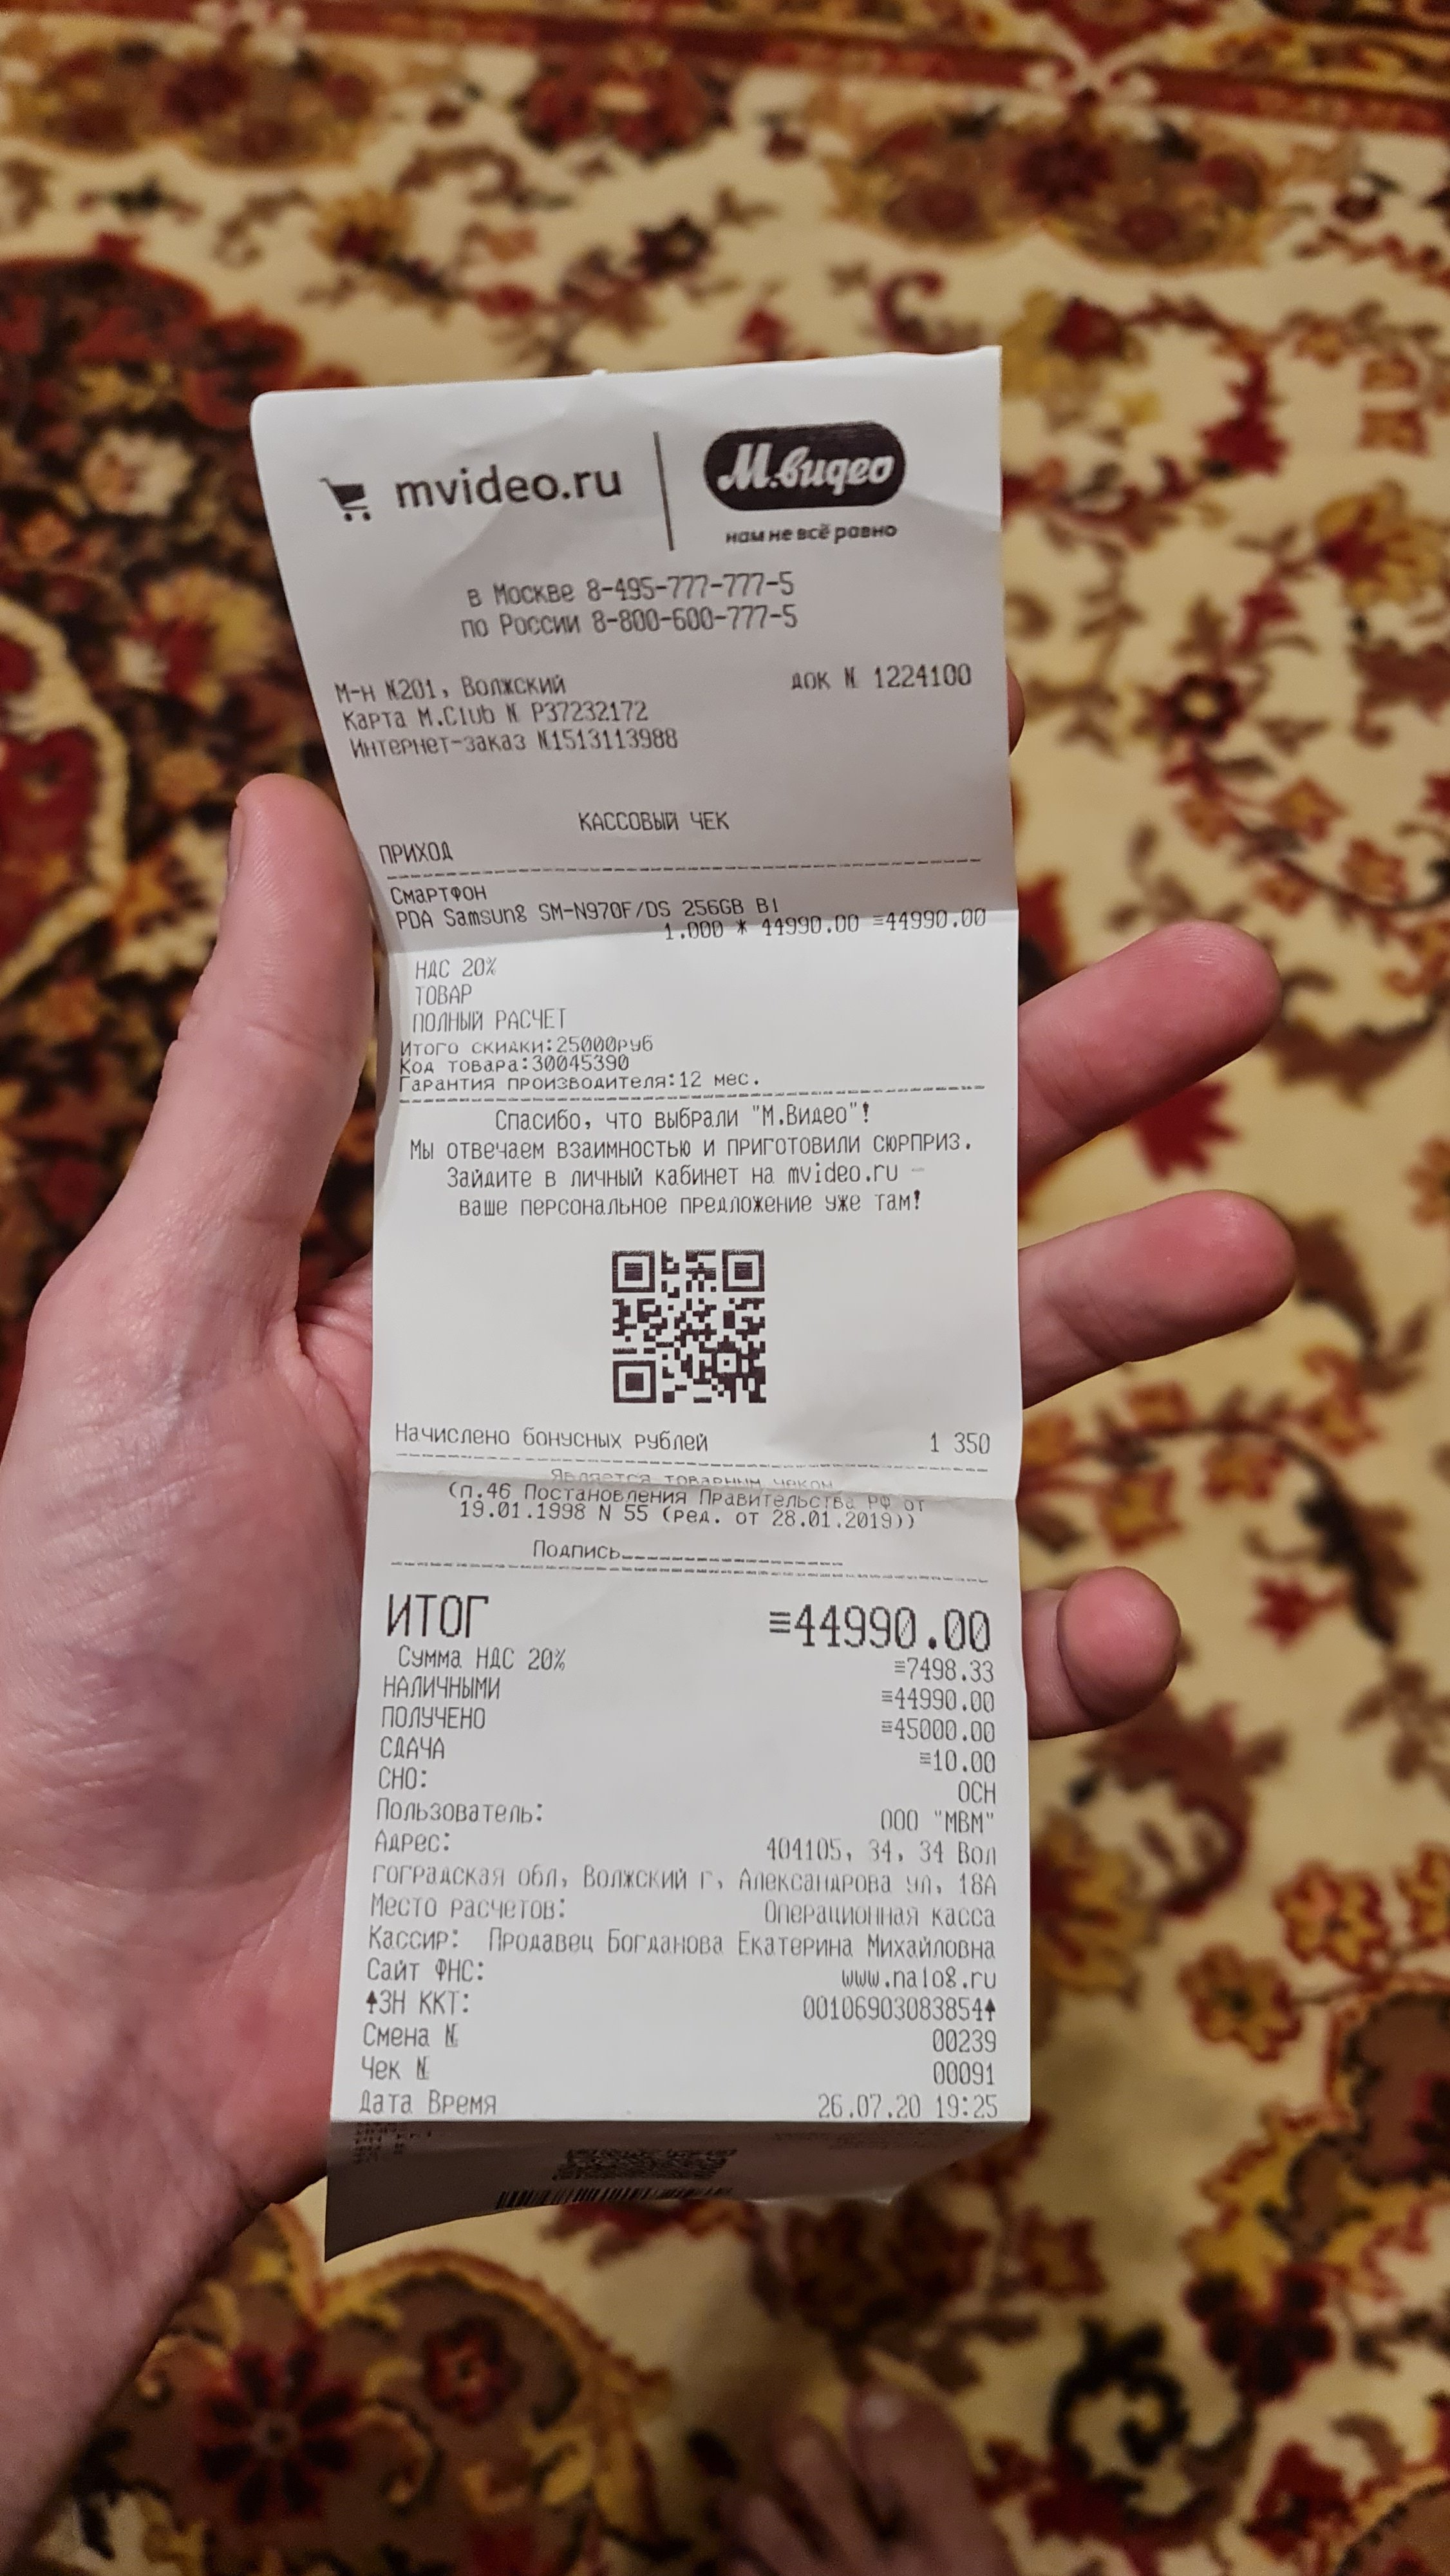 mvideo.ru
М.видео
нам не всё равно
в Москве 8-495-777-777-5
по России 8-800-600-777-5
М-н №201, Волжский док № 1224100
Карта M.Club № P37232172
Интернет-заказ №1513113988
КАССОВЫЙ ЧЕК
ПРИХОД
Смартфон
PDA Samsung SM-N970F/DS 256GB Bl
1.000 * 44990.00 =44990.00
НДС 20%
ТОВАР
ПОЛНЫЙ РАСЧЕТ
Итого скидки:25000руб
Код товара:30045390
Гарантия производителя:12 мес.
Спасибо, что выбрали "М.Видео"!
Мы отвечаем взаимностью и приготовили сюрприз.
Зайдите в личный кабинет на mvideo.ru -
ваше персональное предложение уже там!
Начислено бонусных рублей 1 350
Является товарным чеком
(п.46 Постановления Правительства РФ от
19.01.1998 N 55 (ред. от 28.01.2019))
Подпись
ИТОГ =44990.00
Сумма НДС 20% =7498.33
НАЛИЧНЫМИ =44990.00
ПОЛУЧЕНО =45000.00
СДАЧА =10.00
СНО: ОСН
Пользователь: ООО "МВМ"
Адрес: 404105, 34, 34 Вол
гоградская обл, Волжский г, Александрова ул, 18А
Место расчетов: Операционная касса
Кассир: Продавец Богданова Екатерина Михайловна
Сайт ФНС: www.nalog.ru
ЗН ККТ: 00106903083854
Смена № 00239
Чек № 00091
Дата Время 26.07.20 19:25